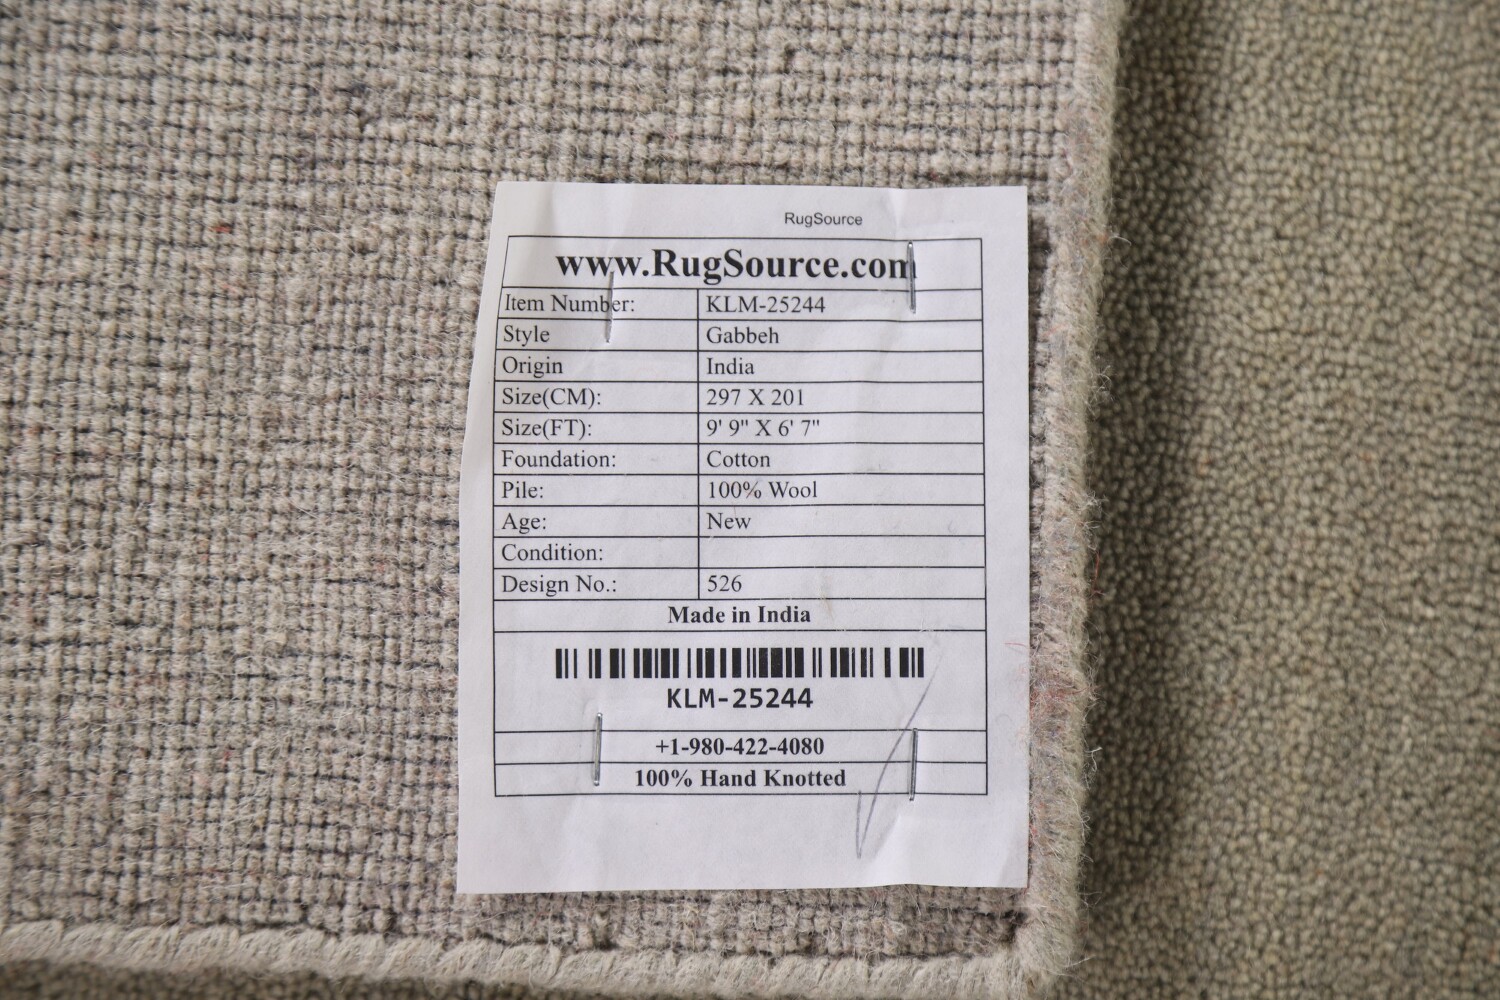 RugSource
www.RugSource.com
Item Number: KLM-25244
Style Gabbeh
Origin India
Size(CM): 297 X 201
Size(FT): 9' 9" X 6' 7"
Foundation: Cotton
Pile: 100% Wool
Age: New
Condition:
Design No.: 526
Made in India
KLM-25244
+1-980-422-4080
100% Hand Knotted